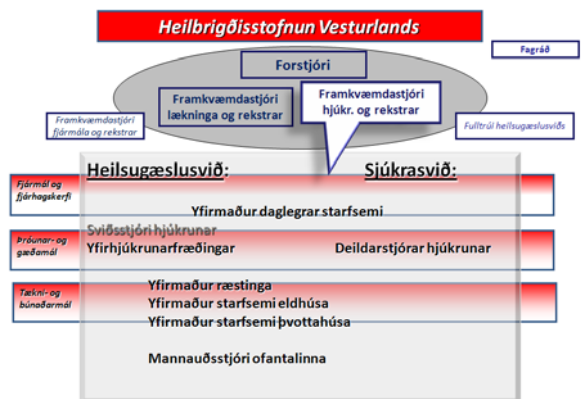 Heilbrigðisstofnun Vesturlands
Fagráð
Forstjóri
Framkvæmdastjóri
lækninga og rekstrar
Framkvæmdastjóri
hjúkr. og rekstrar
Framkvæmdastjóri
fjármála og rekstrar
Fulltrúi heilsugæslusviðs
Heilsugæslusvið:
Sjúkrasvið:
Fjármál og
fjárhagskerfi
Yfirmaður daglegrar starfsemi
Sviðsstjóri hjúkrunar
Þróunar- og
gæðamál
Yfirhjúkrunarfræðingar
Deildarstjórar hjúkrunar
Tækni- og
búnaðarmál
Yfirmaður ræstinga
Yfirmaður starfsemi eldhúsa
Yfirmaður starfsemi þvottahúsa
Mannauðsstjóri ofantalinna